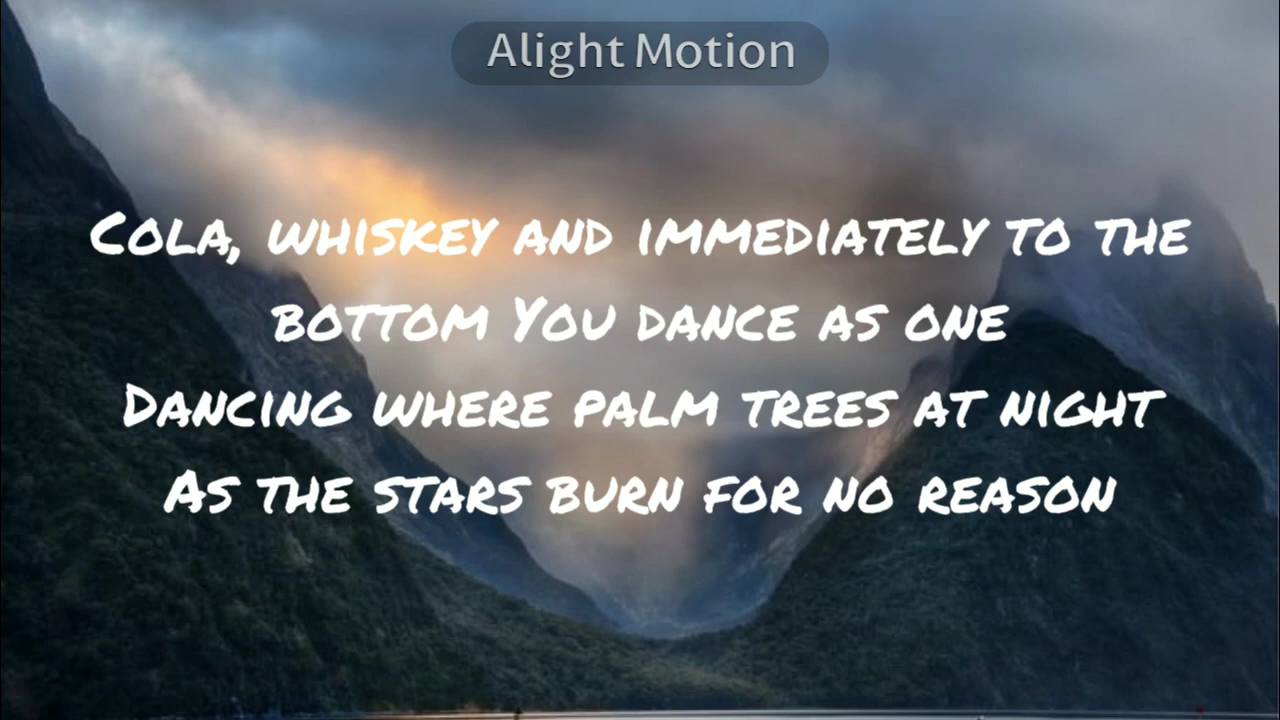 Alight Motion
Cola, whiskey and immediately to the
bottom You dance as one
Dancing where palm trees at night
As the stars burn for no reason